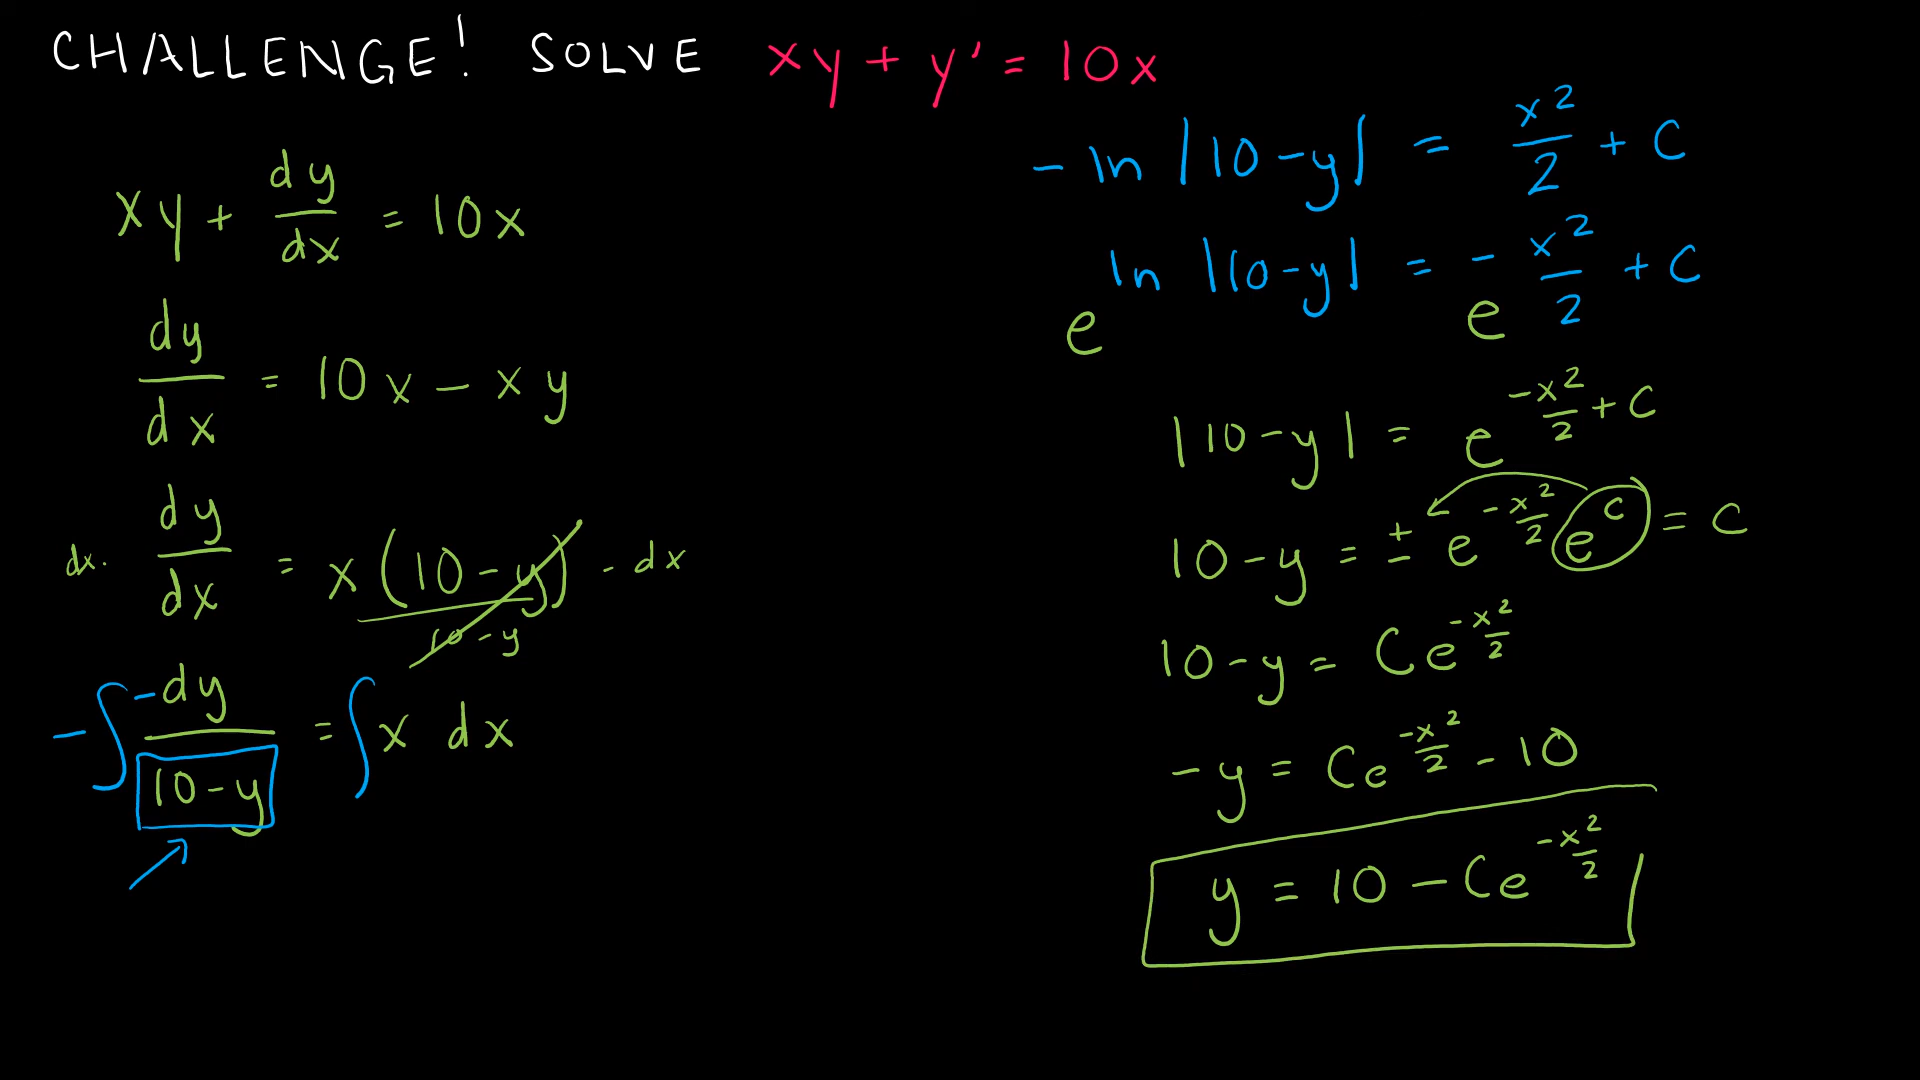 CHALLENGE! SOLVE xy + y' = 10x
xy + dy/dx = 10x
dy/dx = 10x - xy
dx · dy/dx = x(10-y)/10-y · dx
-∫ -dy/10-y = ∫ x dx
-ln |10-y| = x²/2 + C
e^ln |10-y| = e^-x²/2 + C
|10-y| = e^-x²/2 + C
10-y = ± e^-x²/2 e^C = C
10-y = Ce^-x²/2
-y = Ce^-x²/2 - 10
y = 10 - Ce^-x²/2